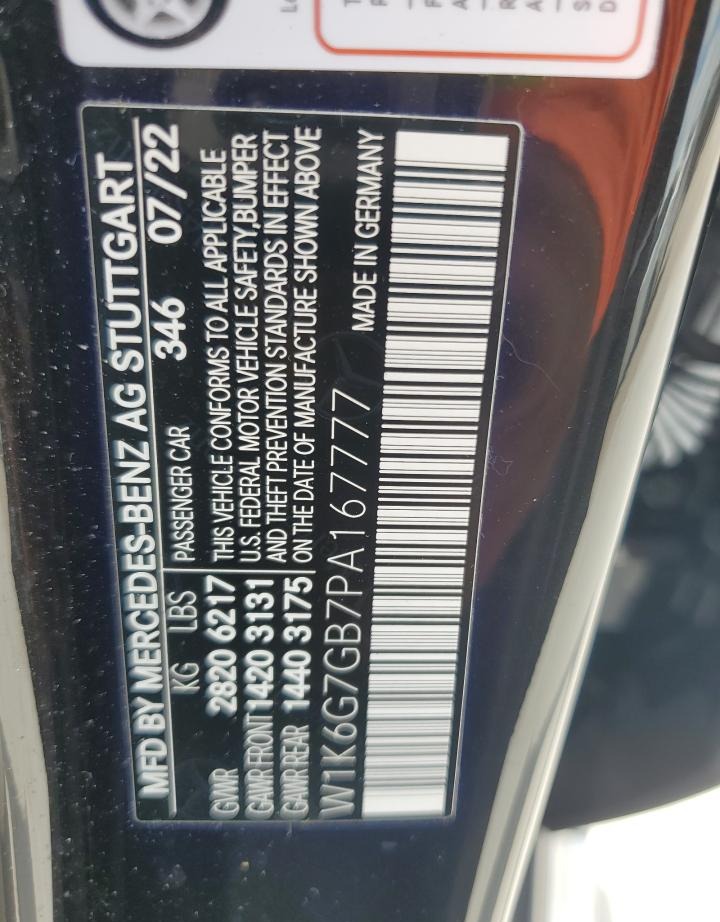 MFD BY MERCEDES-BENZ AG STUTTGART
KG LBS PASSENGER CAR 346 07/22
GVWR 2820 6217 THIS VEHICLE CONFORMS TO ALL APPLICABLE
GAWR FRONT 1420 3131 U.S. FEDERAL MOTOR VEHICLE SAFETY,BUMPER
GAWR REAR 1440 3175 AND THEFT PREVENTION STANDARDS IN EFFECT
ON THE DATE OF MANUFACTURE SHOWN ABOVE
W1K6G7GB7PA167777 MADE IN GERMANY